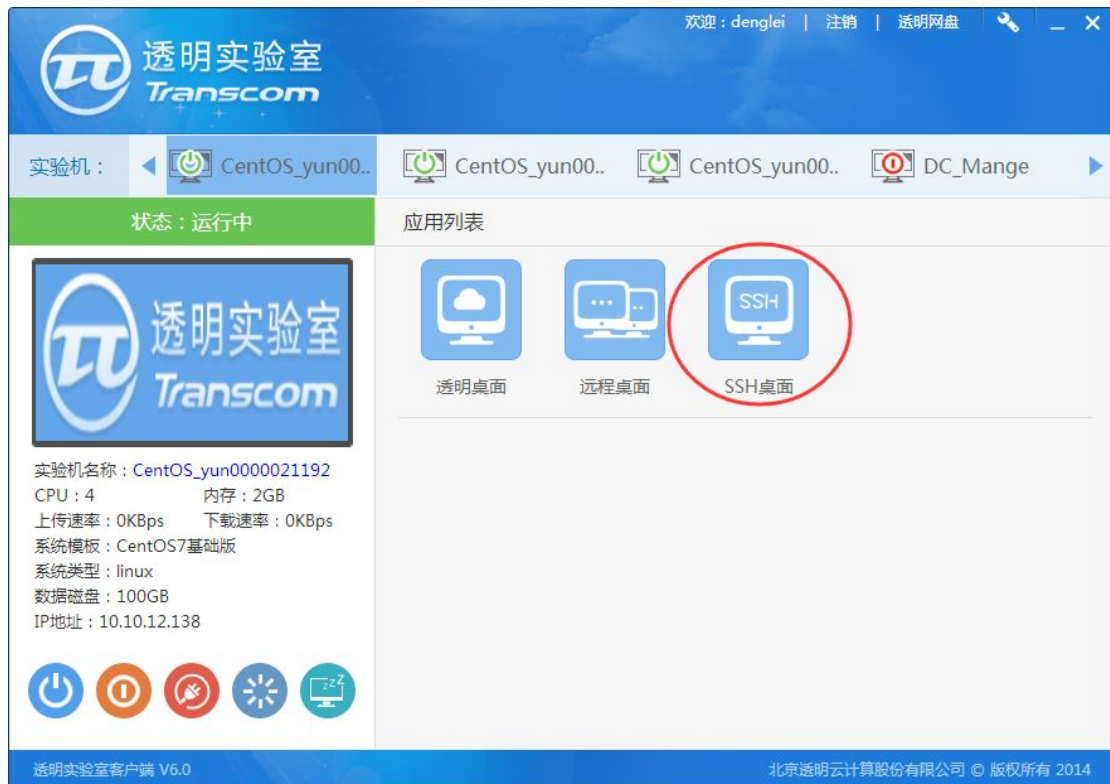 欢迎：denglei | 注销 | 透明网盘
透明实验室
Transcom
实验机： CentOS_yun00.. CentOS_yun00.. CentOS_yun00.. DC_Mange
状态：运行中
应用列表
透明实验室
Transcom
SSH
透明桌面 远程桌面 SSH桌面
实验机名称：CentOS_yun0000021192
CPU：4 内存：2GB
上传速率：0KBps 下载速率：0KBps
系统模板：CentOS7基础版
系统类型：linux
数据磁盘：100GB
IP地址：10.10.12.138
zzZ
透明实验室客户端 V6.0 北京透明云计算股份有限公司 © 版权所有 2014